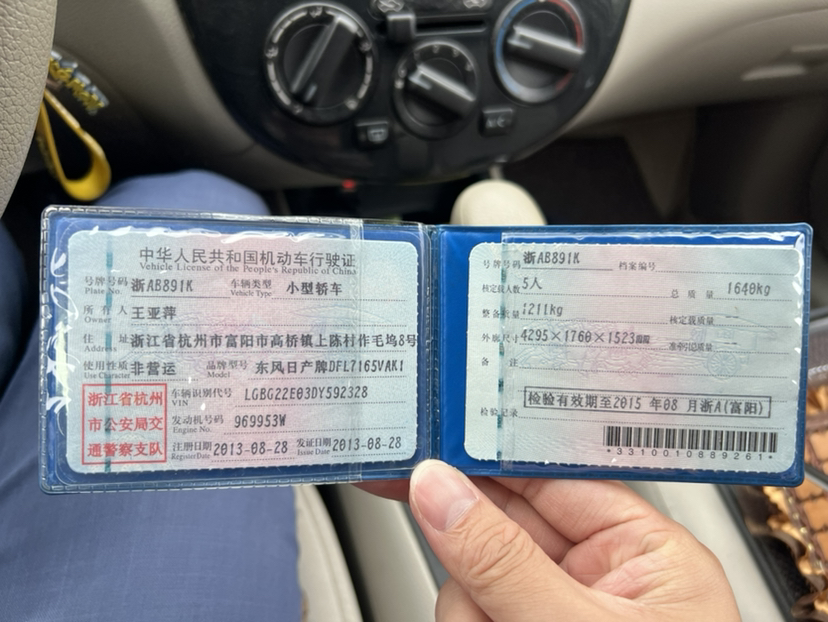 中华人民共和国机动车行驶证
Vehicle License of the People's Republic of China
号牌号码 浙AB891K 车辆类型 小型轿车
Plate No. Vehicle Type
所有人 王亚萍
Owner
住址 浙江省杭州市富阳市高桥镇上陈村作毛坞8号
Address
使用性质 非营运 品牌型号 东风日产牌DFL7165VAK1
Use Character Model
浙江省杭州
市公安局交
通警察支队
车辆识别代号 LGBG22E03DY592328
VIN
发动机号码 969953W
Engine No.
注册日期 2013-08-28 发证日期 2013-08-28
Register Date Issue Date
号牌号码 浙AB891K 档案编号
核定载人数 5人 总质量 1640kg
整备质量 1211kg 核定载质量 --
外廓尺寸 4295×1760×1523mm 准牵引总质量 --
备注
检验记录
检验有效期至2015年08月浙A(富阳)
*3310010889261*